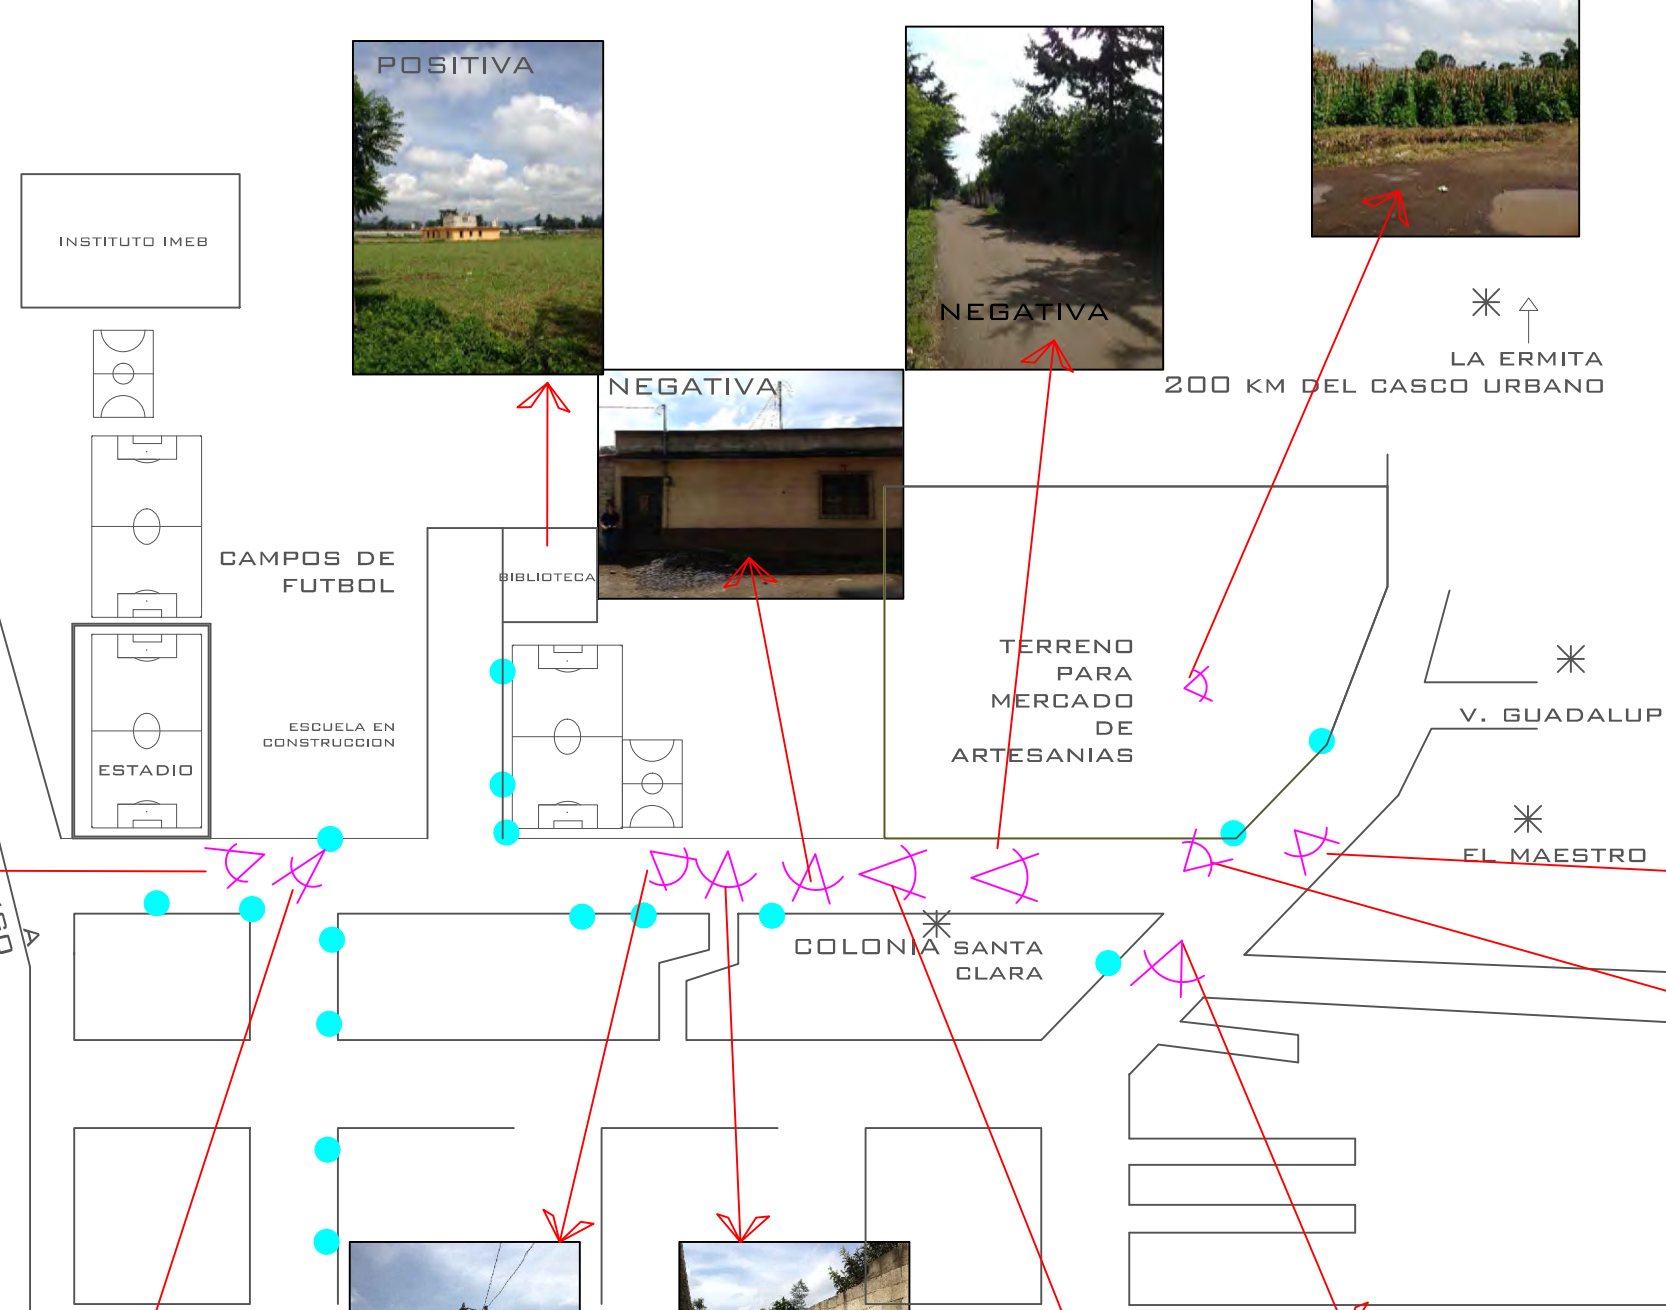 POSITIVA
NEGATIVA
INSTITUTO IMEB
NEGATIVA
LA ERMITA
200 KM DEL CASCO URBANO
CAMPOS DE
FUTBOL
BIBLIOTECA
TERRENO
PARA
MERCADO
DE
ARTESANIAS
V. GUADALUP
ESCUELA EN
CONSTRUCCION
ESTADIO
EL MAESTRO
A
COLONIA SANTA
CLARA